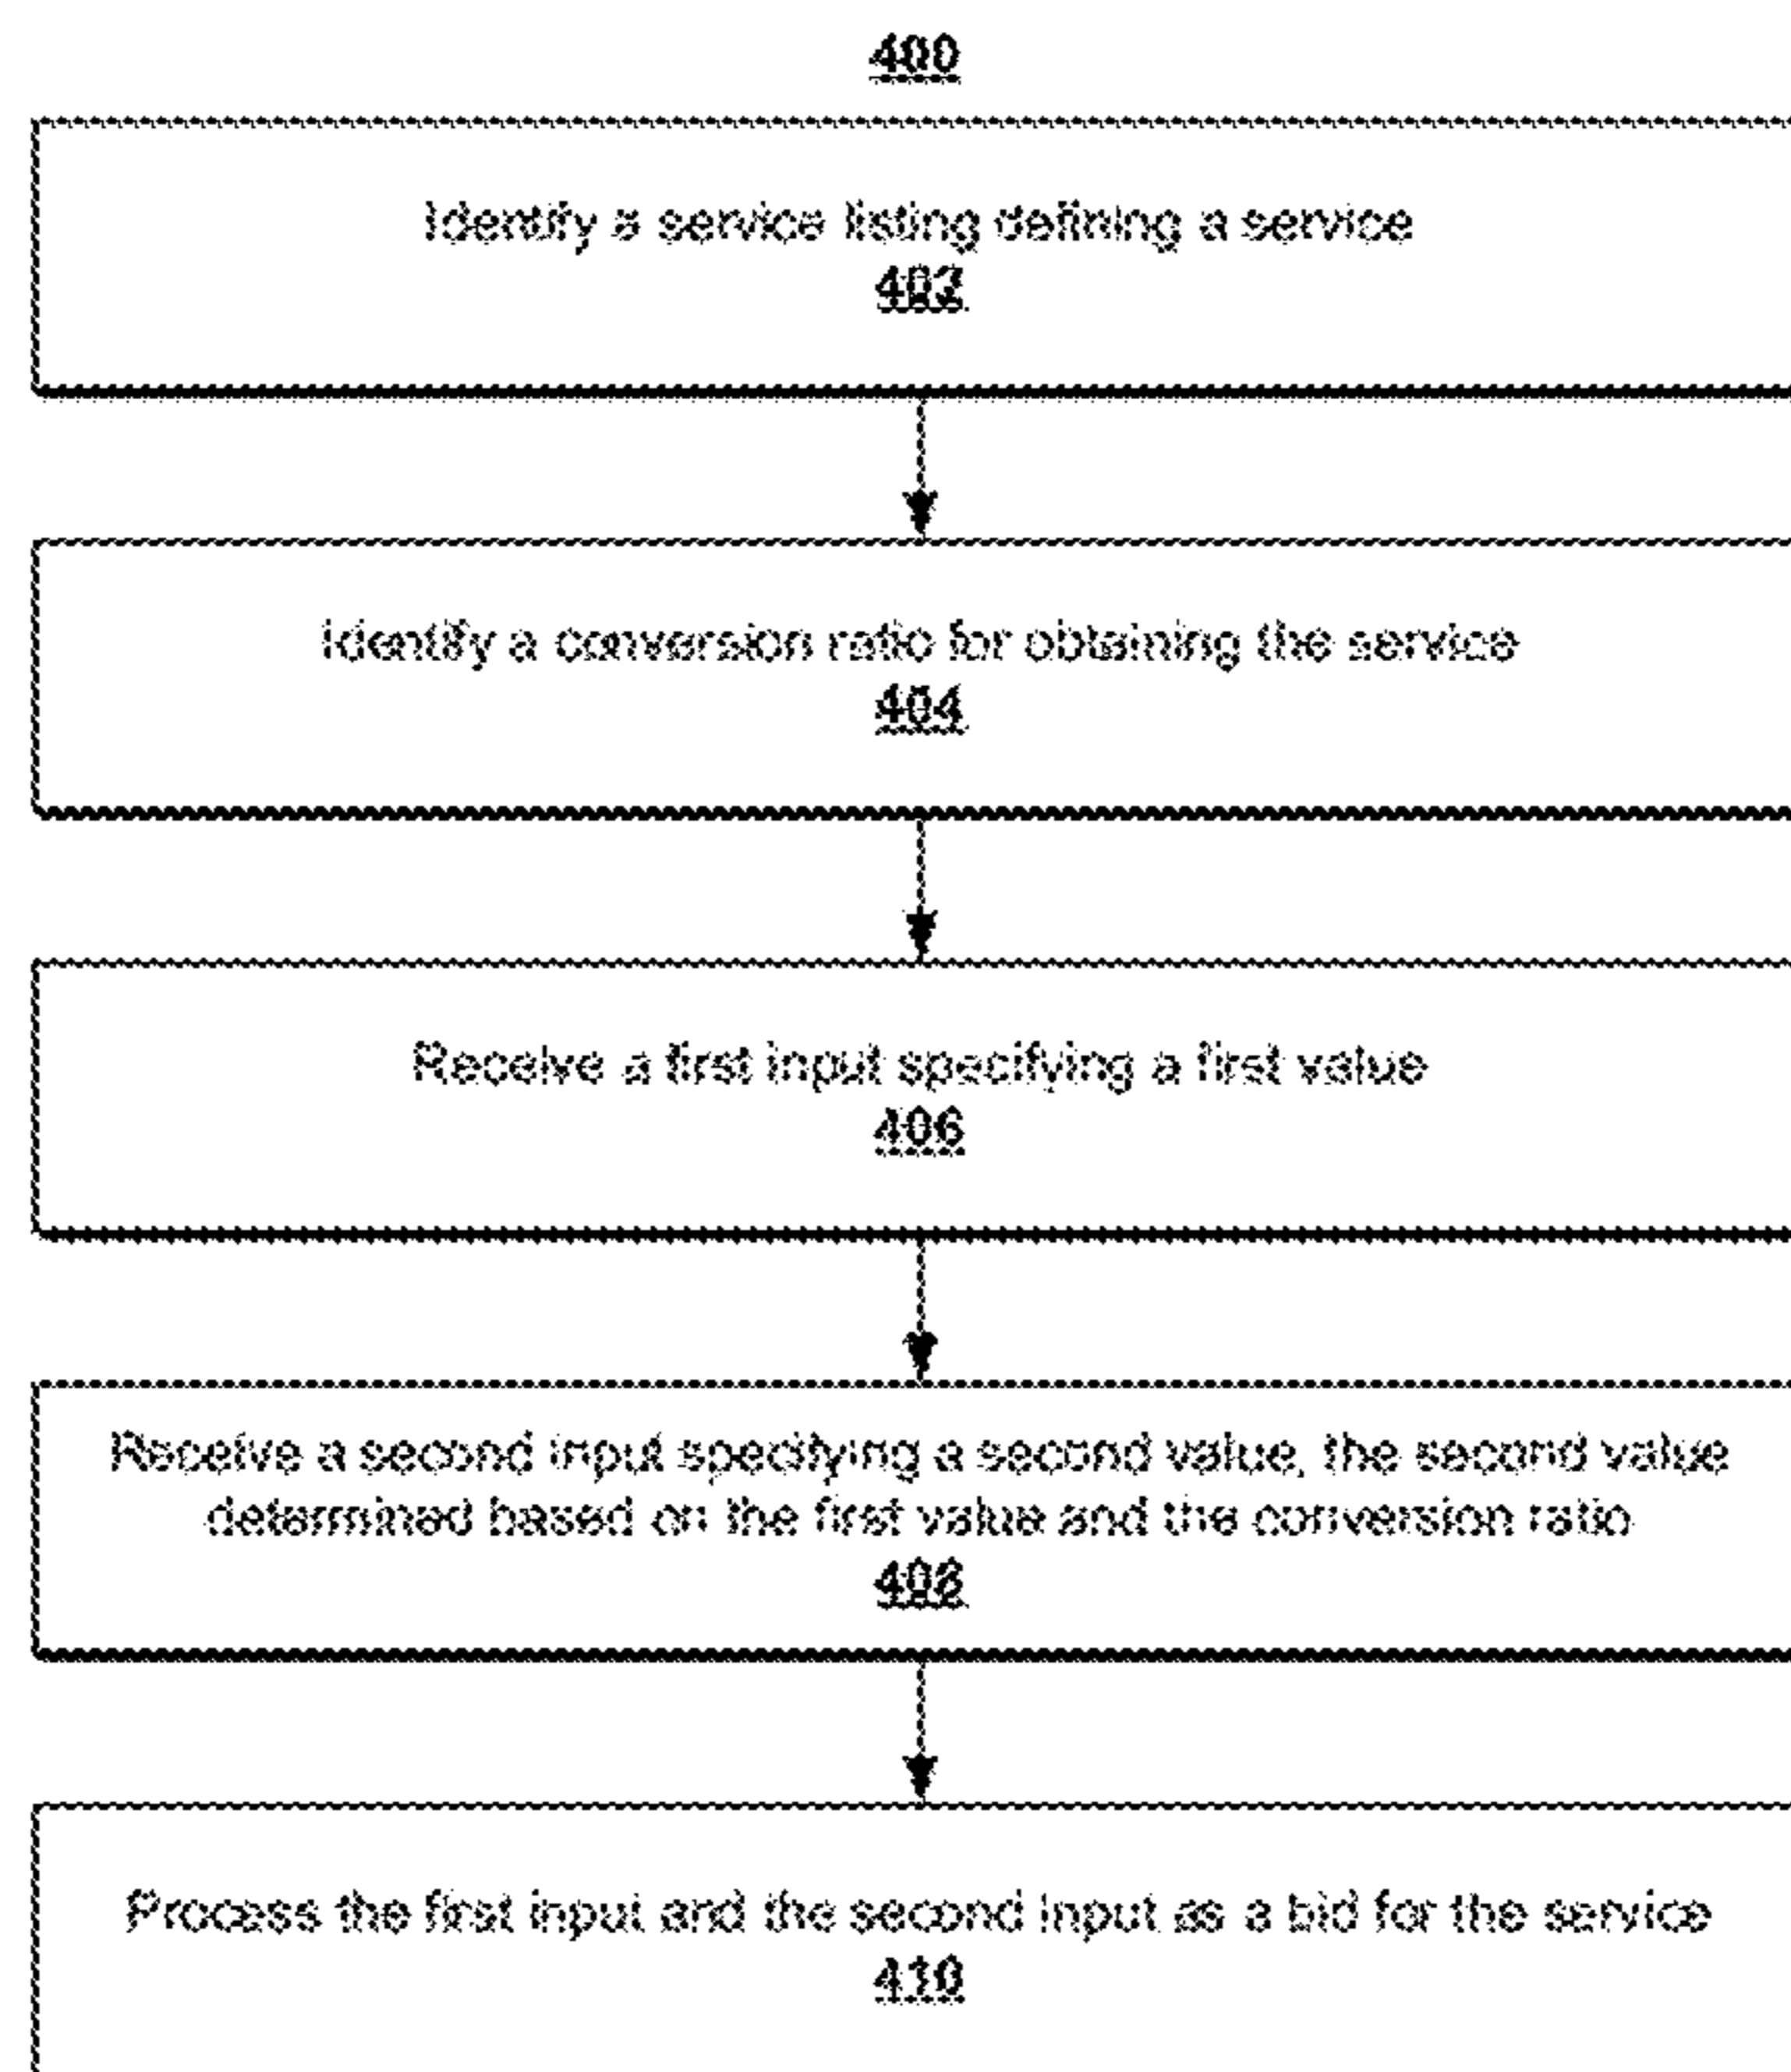 400
Identify a service listing defining a service
402
Identify a conversion ratio for obtaining the service
404
Receive a first input specifying a first value
406
Receive a second input specifying a second value, the second value
determined based on the first value and the conversion ratio
408
Process the first input and the second input as a bid for the service
410